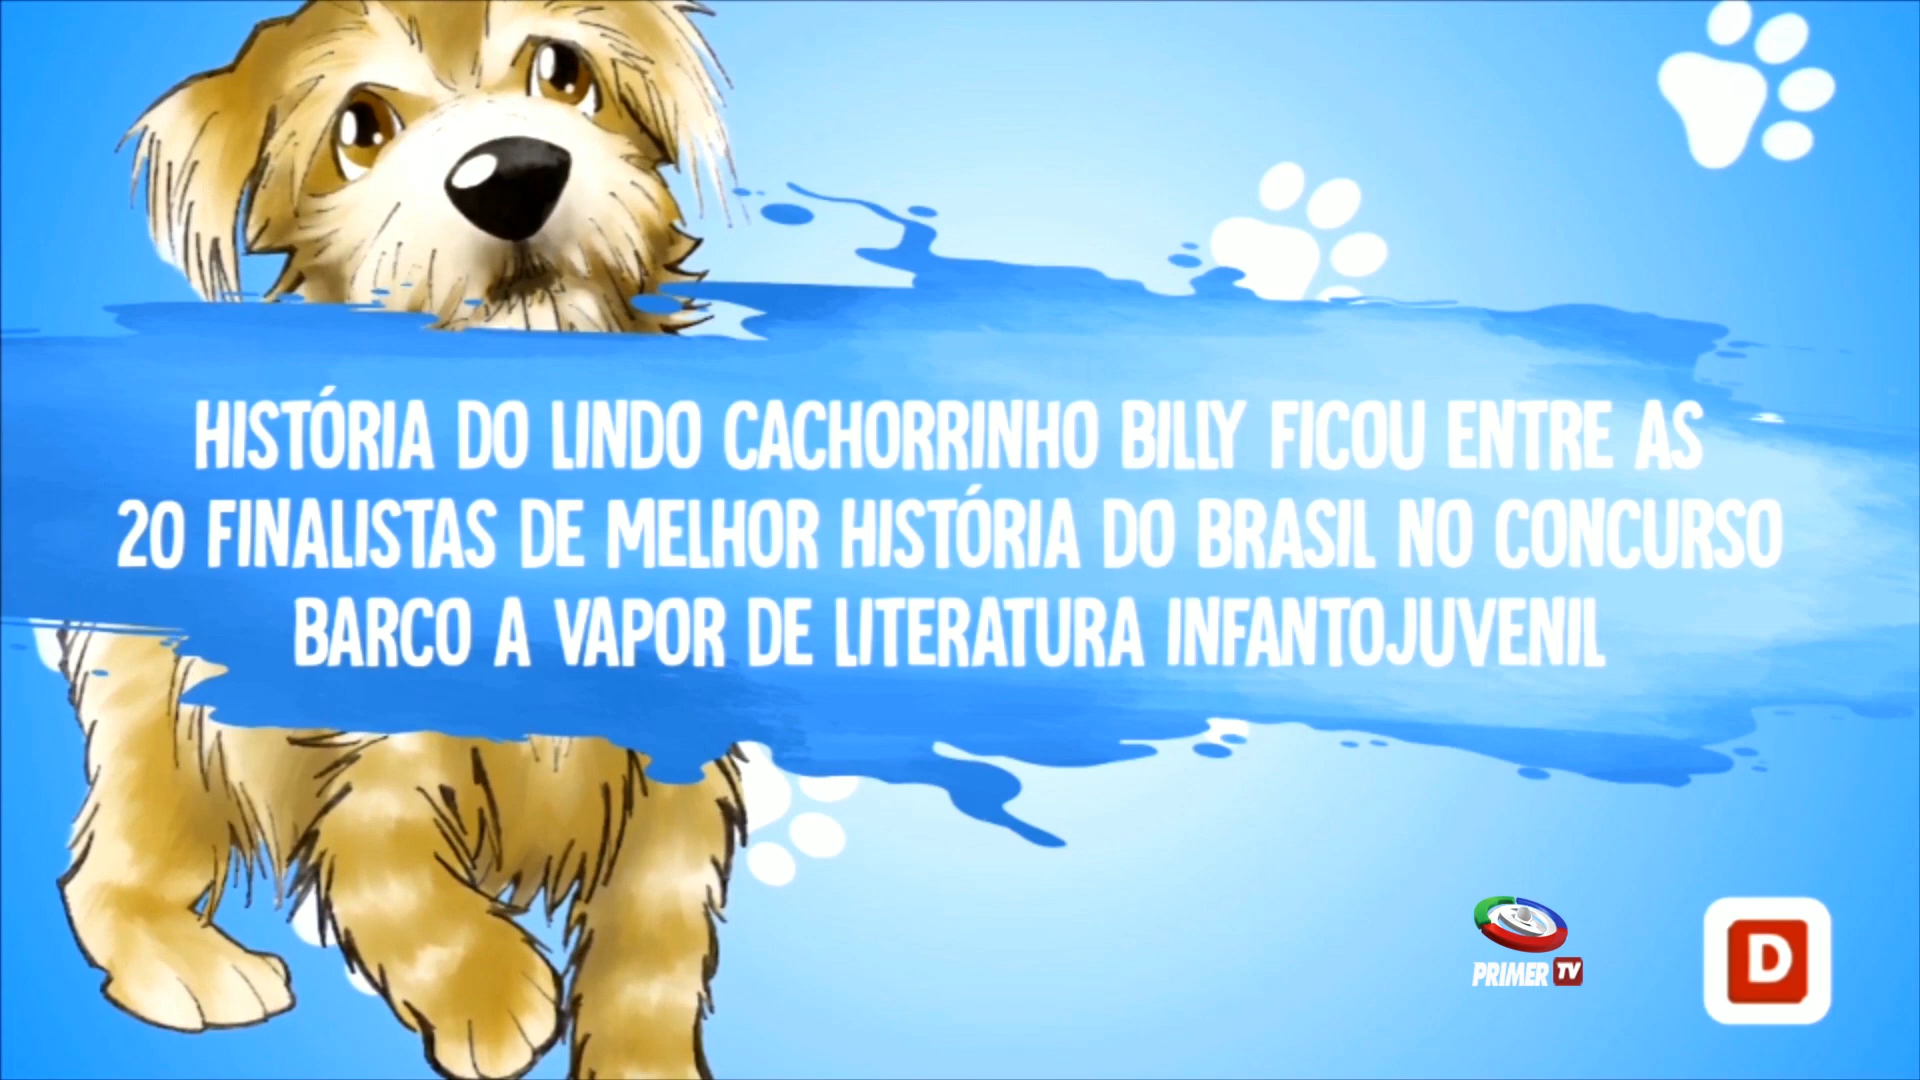 HISTÓRIA DO LINDO CACHORRINHO BILLY FICOU ENTRE AS
20 FINALISTAS DE MELHOR HISTÓRIA DO BRASIL NO CONCURSO
BARCO A VAPOR DE LITERATURA INFANTOJUVENIL
PRIMER TV
D